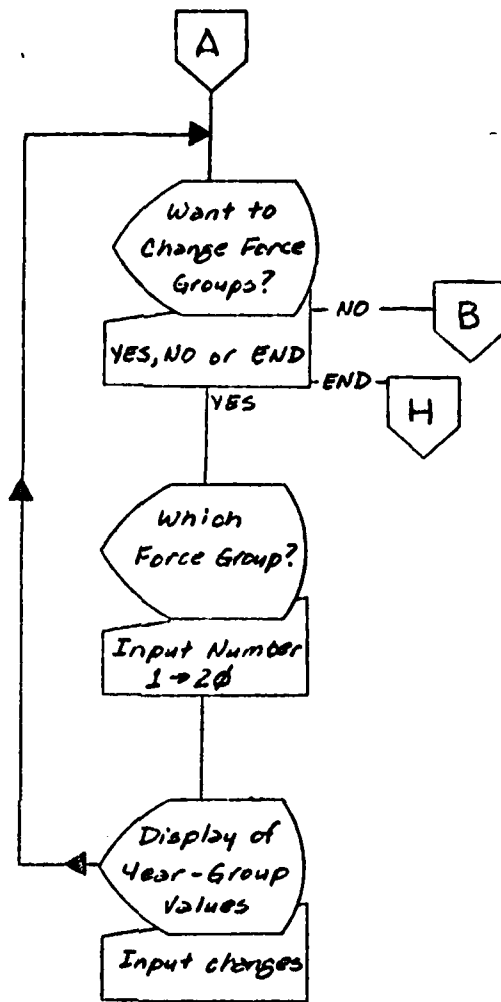 A
Want to
Change Force
Groups?
NO
B
YES, NO or END
END
YES
H
Which
Force Group?
Input Number
1→2Ø
Display of
Year-Group
Values
Input changes